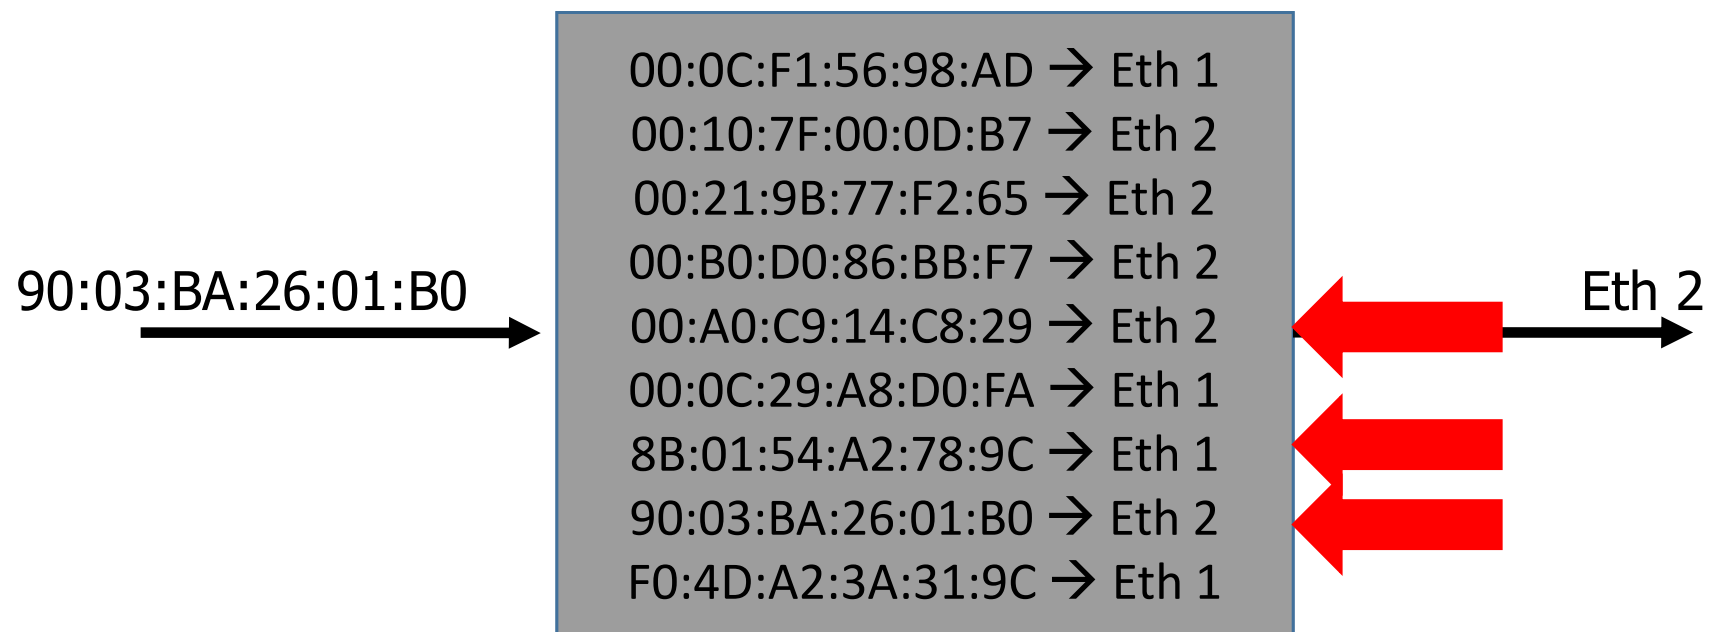 00:0C:F1:56:98:AD → Eth 1
00:10:7F:00:0D:B7 → Eth 2
00:21:9B:77:F2:65 → Eth 2
00:B0:D0:86:BB:F7 → Eth 2
90:03:BA:26:01:B0
Eth 2
00:A0:C9:14:C8:29 → Eth 2
00:0C:29:A8:D0:FA → Eth 1
8B:01:54:A2:78:9C → Eth 1
90:03:BA:26:01:B0 → Eth 2
F0:4D:A2:3A:31:9C → Eth 1